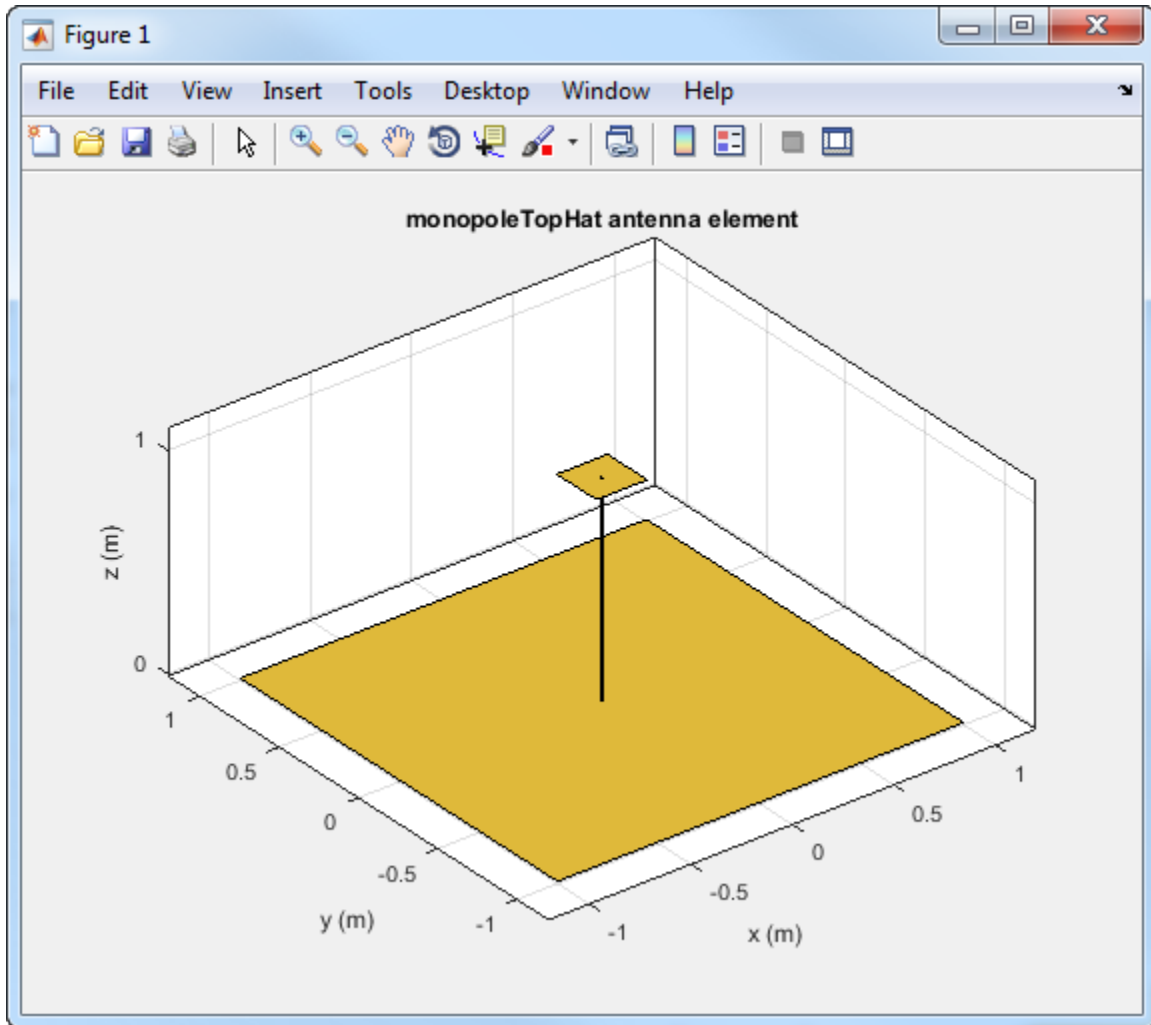 Figure 1
File Edit View Insert Tools Desktop Window Help
monopoleTopHat antenna element
1
z (m)
0
1
0.5
0
-0.5
-1
y (m)
-1
-0.5
0
0.5
1
x (m)